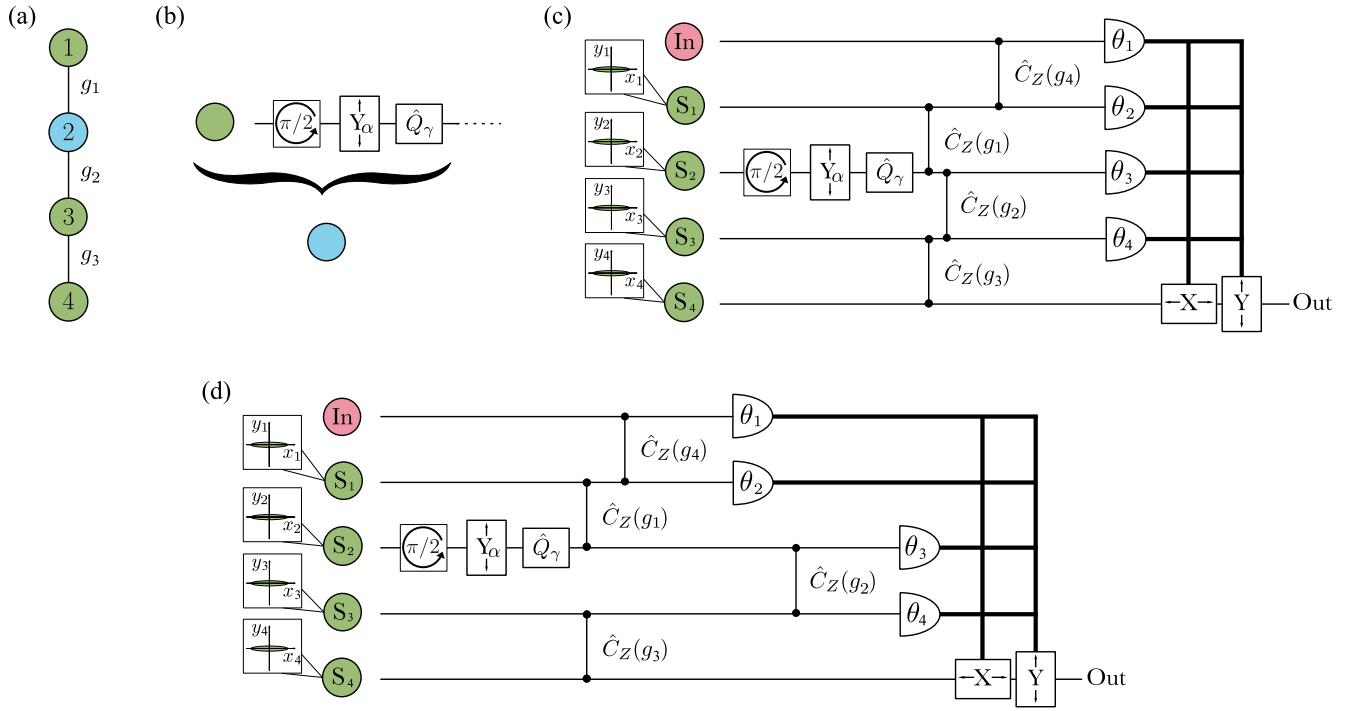 (a)
1
g₁
2
g₂
3
g₃
4
(b)
π/2
Yα
Q̂γ
(c)
In
θ₁
y₁
x₁
Ĉ_Z(g₄)
S₁
θ₂
y₂
x₂
Ĉ_Z(g₁)
S₂
π/2
Yα
Q̂γ
θ₃
y₃
x₃
Ĉ_Z(g₂)
S₃
θ₄
y₄
x₄
Ĉ_Z(g₃)
S₄
X
Y
Out
(d)
In
θ₁
y₁
x₁
Ĉ_Z(g₄)
S₁
θ₂
y₂
x₂
Ĉ_Z(g₁)
S₂
π/2
Yα
Q̂γ
θ₃
y₃
x₃
Ĉ_Z(g₂)
S₃
θ₄
y₄
x₄
Ĉ_Z(g₃)
S₄
X
Y
Out